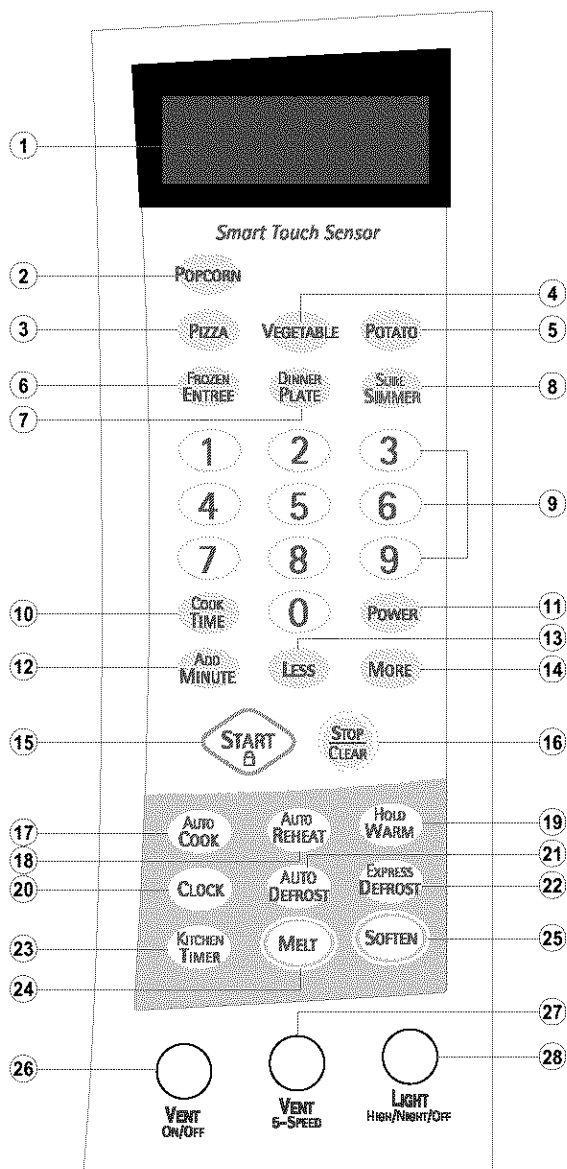 1
Smart Touch Sensor
2 POPCORN 4
3 PIZZA VEGETABLE POTATO 5
6 FROZEN ENTREE DINNER PLATE SURE SIMMER 8
7
1 2 3
4 5 6 9
7 8 9
10 COOK TIME 0 POWER 11
13
12 ADD MINUTE LESS MORE 14
15 START STOP CLEAR 16
17 AUTO COOK AUTO REHEAT HOLD WARM 19
18 21
20 CLOCK AUTO DEFROST EXPRESS DEFROST 22
23 KITCHEN TIMER MELT SOFTEN 25
24
27
26 28
VENT ON/OFF VENT 5-SPEED LIGHT HIGH/NIGHT/OFF